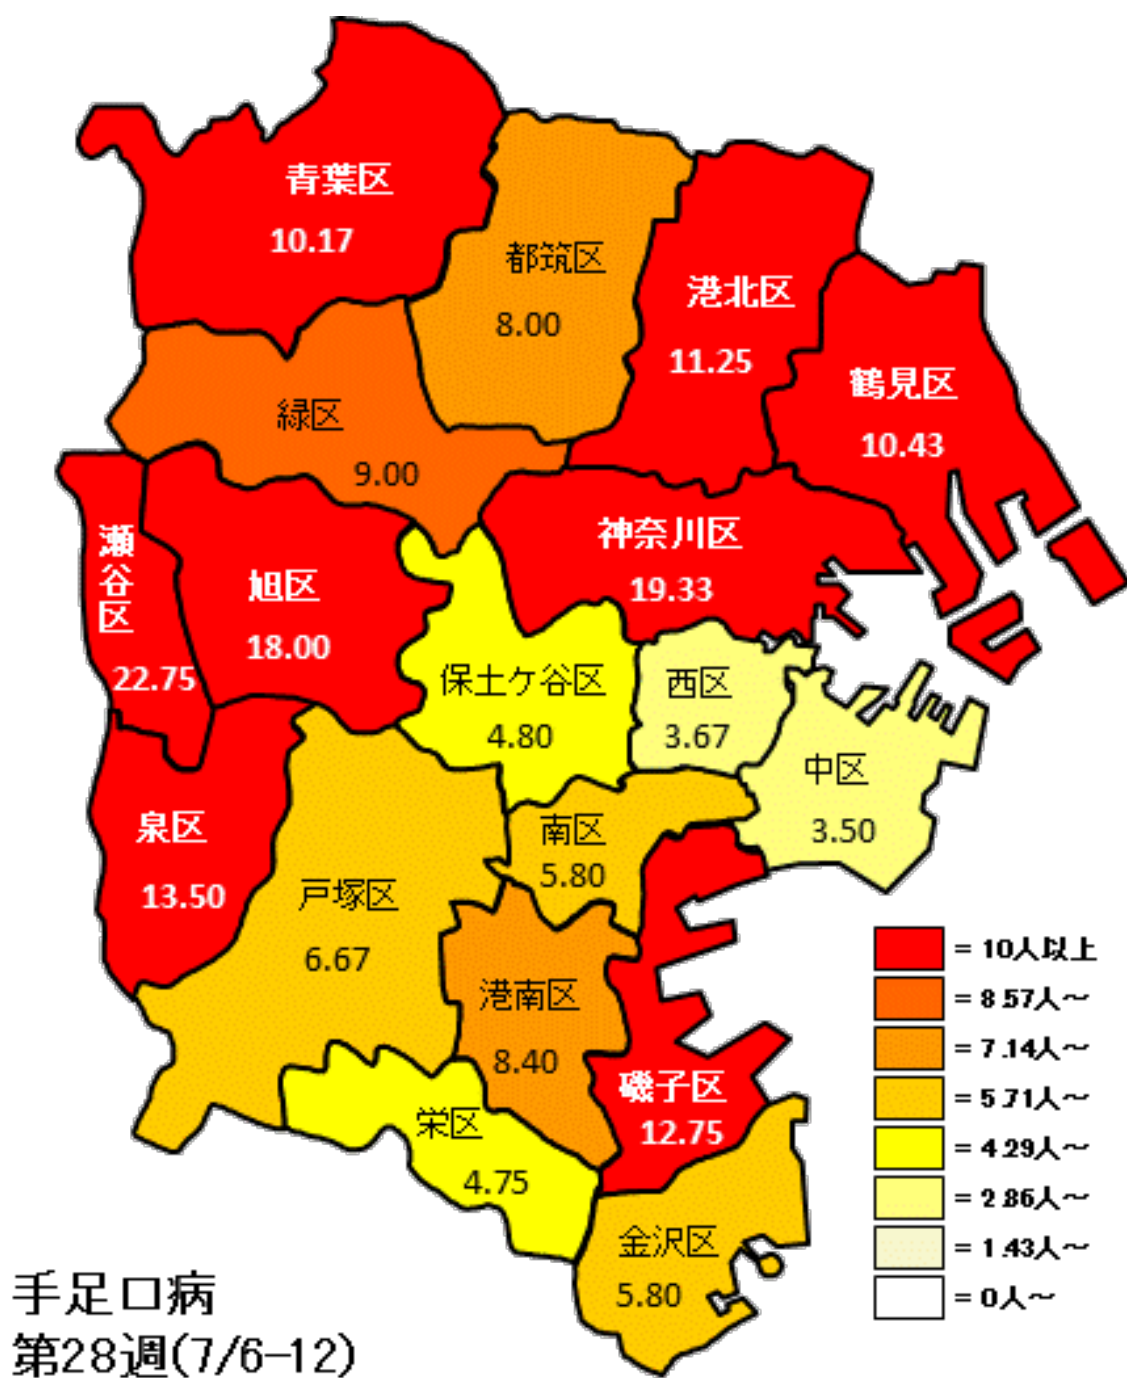 青葉区
10.17
都筑区
8.00
港北区
11.25
鶴見区
10.43
緑区
9.00
神奈川区
19.33
瀬谷区
22.75
旭区
18.00
保土ケ谷区
4.80
西区
3.67
中区
3.50
泉区
13.50
南区
5.80
戸塚区
6.67
港南区
8.40
磯子区
12.75
栄区
4.75
金沢区
5.80
= 10人以上
= 8.57人～
= 7.14人～
= 5.71人～
= 4.29人～
= 2.86人～
= 1.43人～
= 0人～
手足口病
第28週(7/6-12)